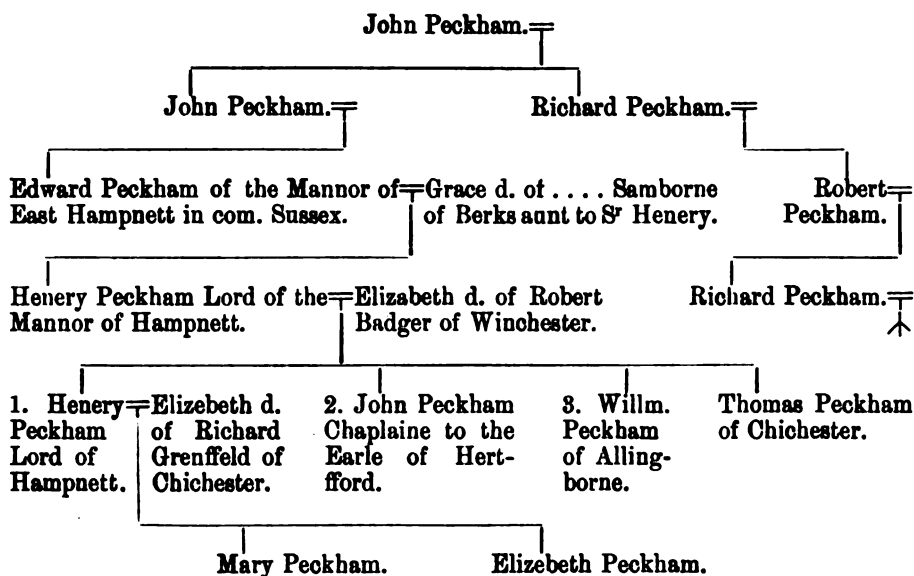 John Peckham.
John Peckham.
Richard Peckham.
Edward Peckham of the Mannor of
East Hampnett in com. Sussex.
Grace d. of .... Samborne
of Berks aunt to Sr Henery.
Robert
Peckham.
Henery Peckham Lord of the
Mannor of Hampnett.
Elizabeth d. of Robert
Badger of Winchester.
Richard Peckham.
1. Henery
Peckham
Lord of
Hampnett.
Elizebeth d.
of Richard
Grenffeld of
Chichester.
2. John Peckham
Chaplaine to the
Earle of Hert-
fford.
3. Willm.
Peckham
of Alling-
borne.
Thomas Peckham
of Chichester.
Mary Peckham.
Elizebeth Peckham.